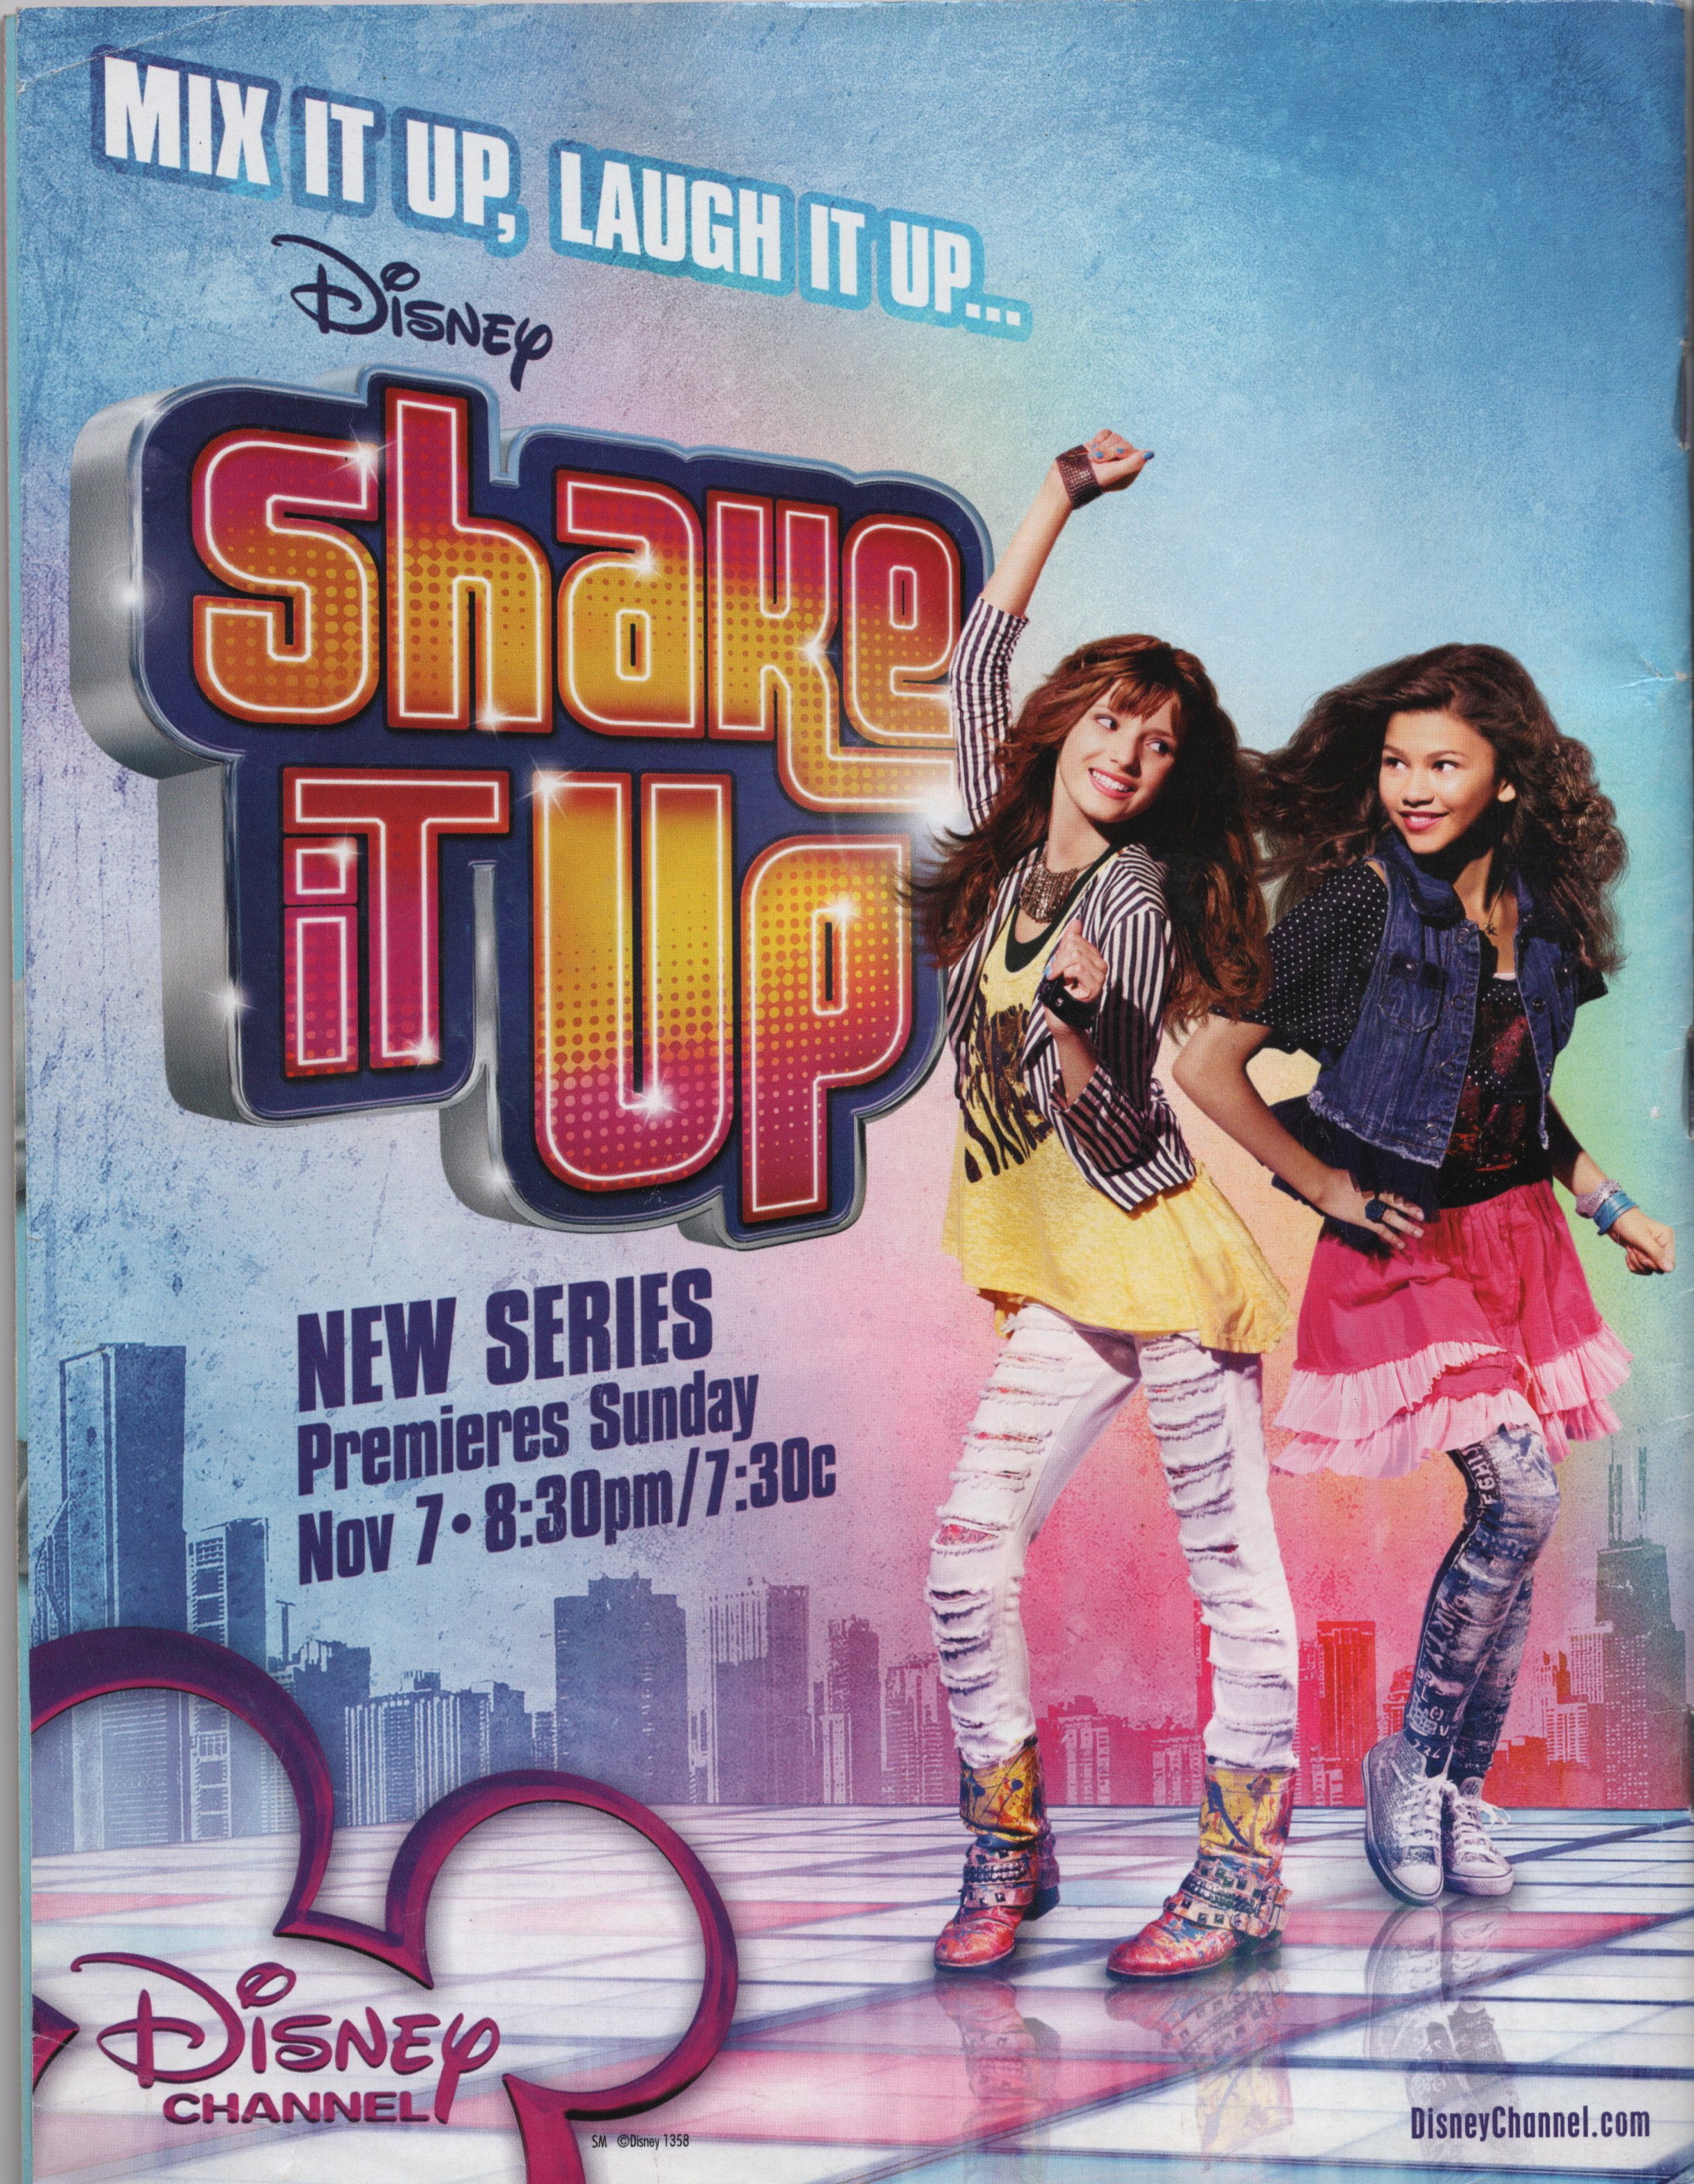 MIX IT UP, LAUGH IT UP...
Disney
Shake
it Up
NEW SERIES
Premieres Sunday
Nov 7 • 8:30pm/7:30c
Disney
CHANNEL
SM ©Disney 1358
DisneyChannel.com